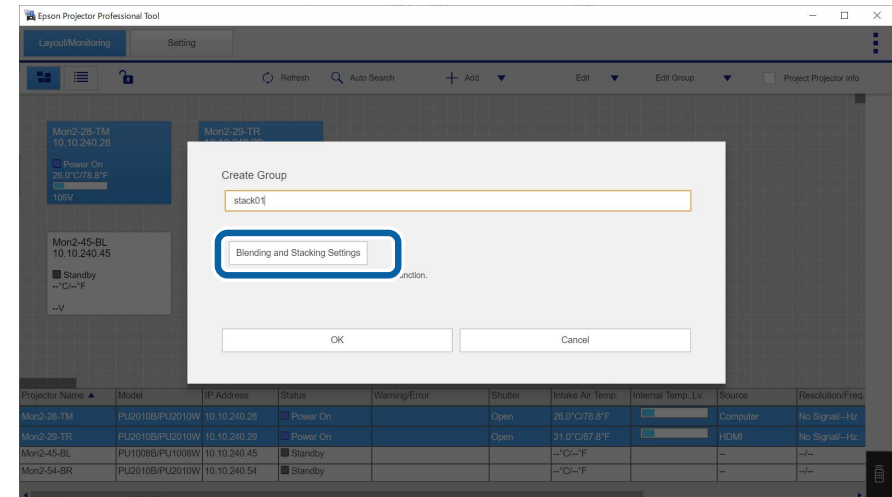 Epson Projector Professional Tool
Layout/Monitoring Setting
Refresh Auto Search Add Edit Edit Group Project Projector Info
Mon2-28-TM
10.10.240.28
Power On
26.0°C/78.8°F
105V
Mon2-29-TR
10.10.240.29
Mon2-45-BL
10.10.240.45
Standby
--°C/--°F
--V
Create Group
stack01
Blending and Stacking Settings
unction.
OK Cancel
Projector Name Model IP Address Status Warning/Error Shutter Intake Air Temp. Internal Temp. Lv. Source Resolution/Freq.
Mon2-28-TM PU2010B/PU2010W 10.10.240.28 Power On Open 26.0°C/78.8°F Computer No Signal/--Hz
Mon2-29-TR PU2010B/PU2010W 10.10.240.29 Power On Open 31.0°C/87.8°F HDMI No Signal/--Hz
Mon2-45-BL PU1008B/PU1008W 10.10.240.45 Standby --°C/--°F -- --/--
Mon2-54-BR PU2010B/PU2010W 10.10.240.54 Standby --°C/--°F -- --/--